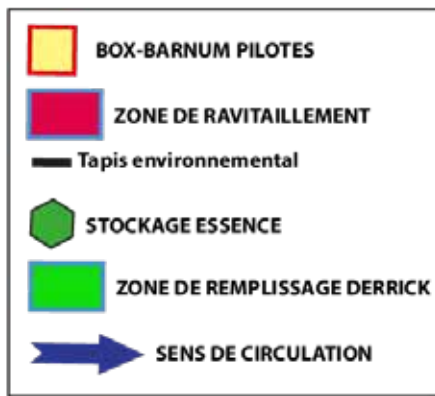 BOX-BARNUM PILOTES
ZONE DE RAVITAILLEMENT
Tapis environnemental
STOCKAGE ESSENCE
ZONE DE REMPLISSAGE DERRICK
SENS DE CIRCULATION